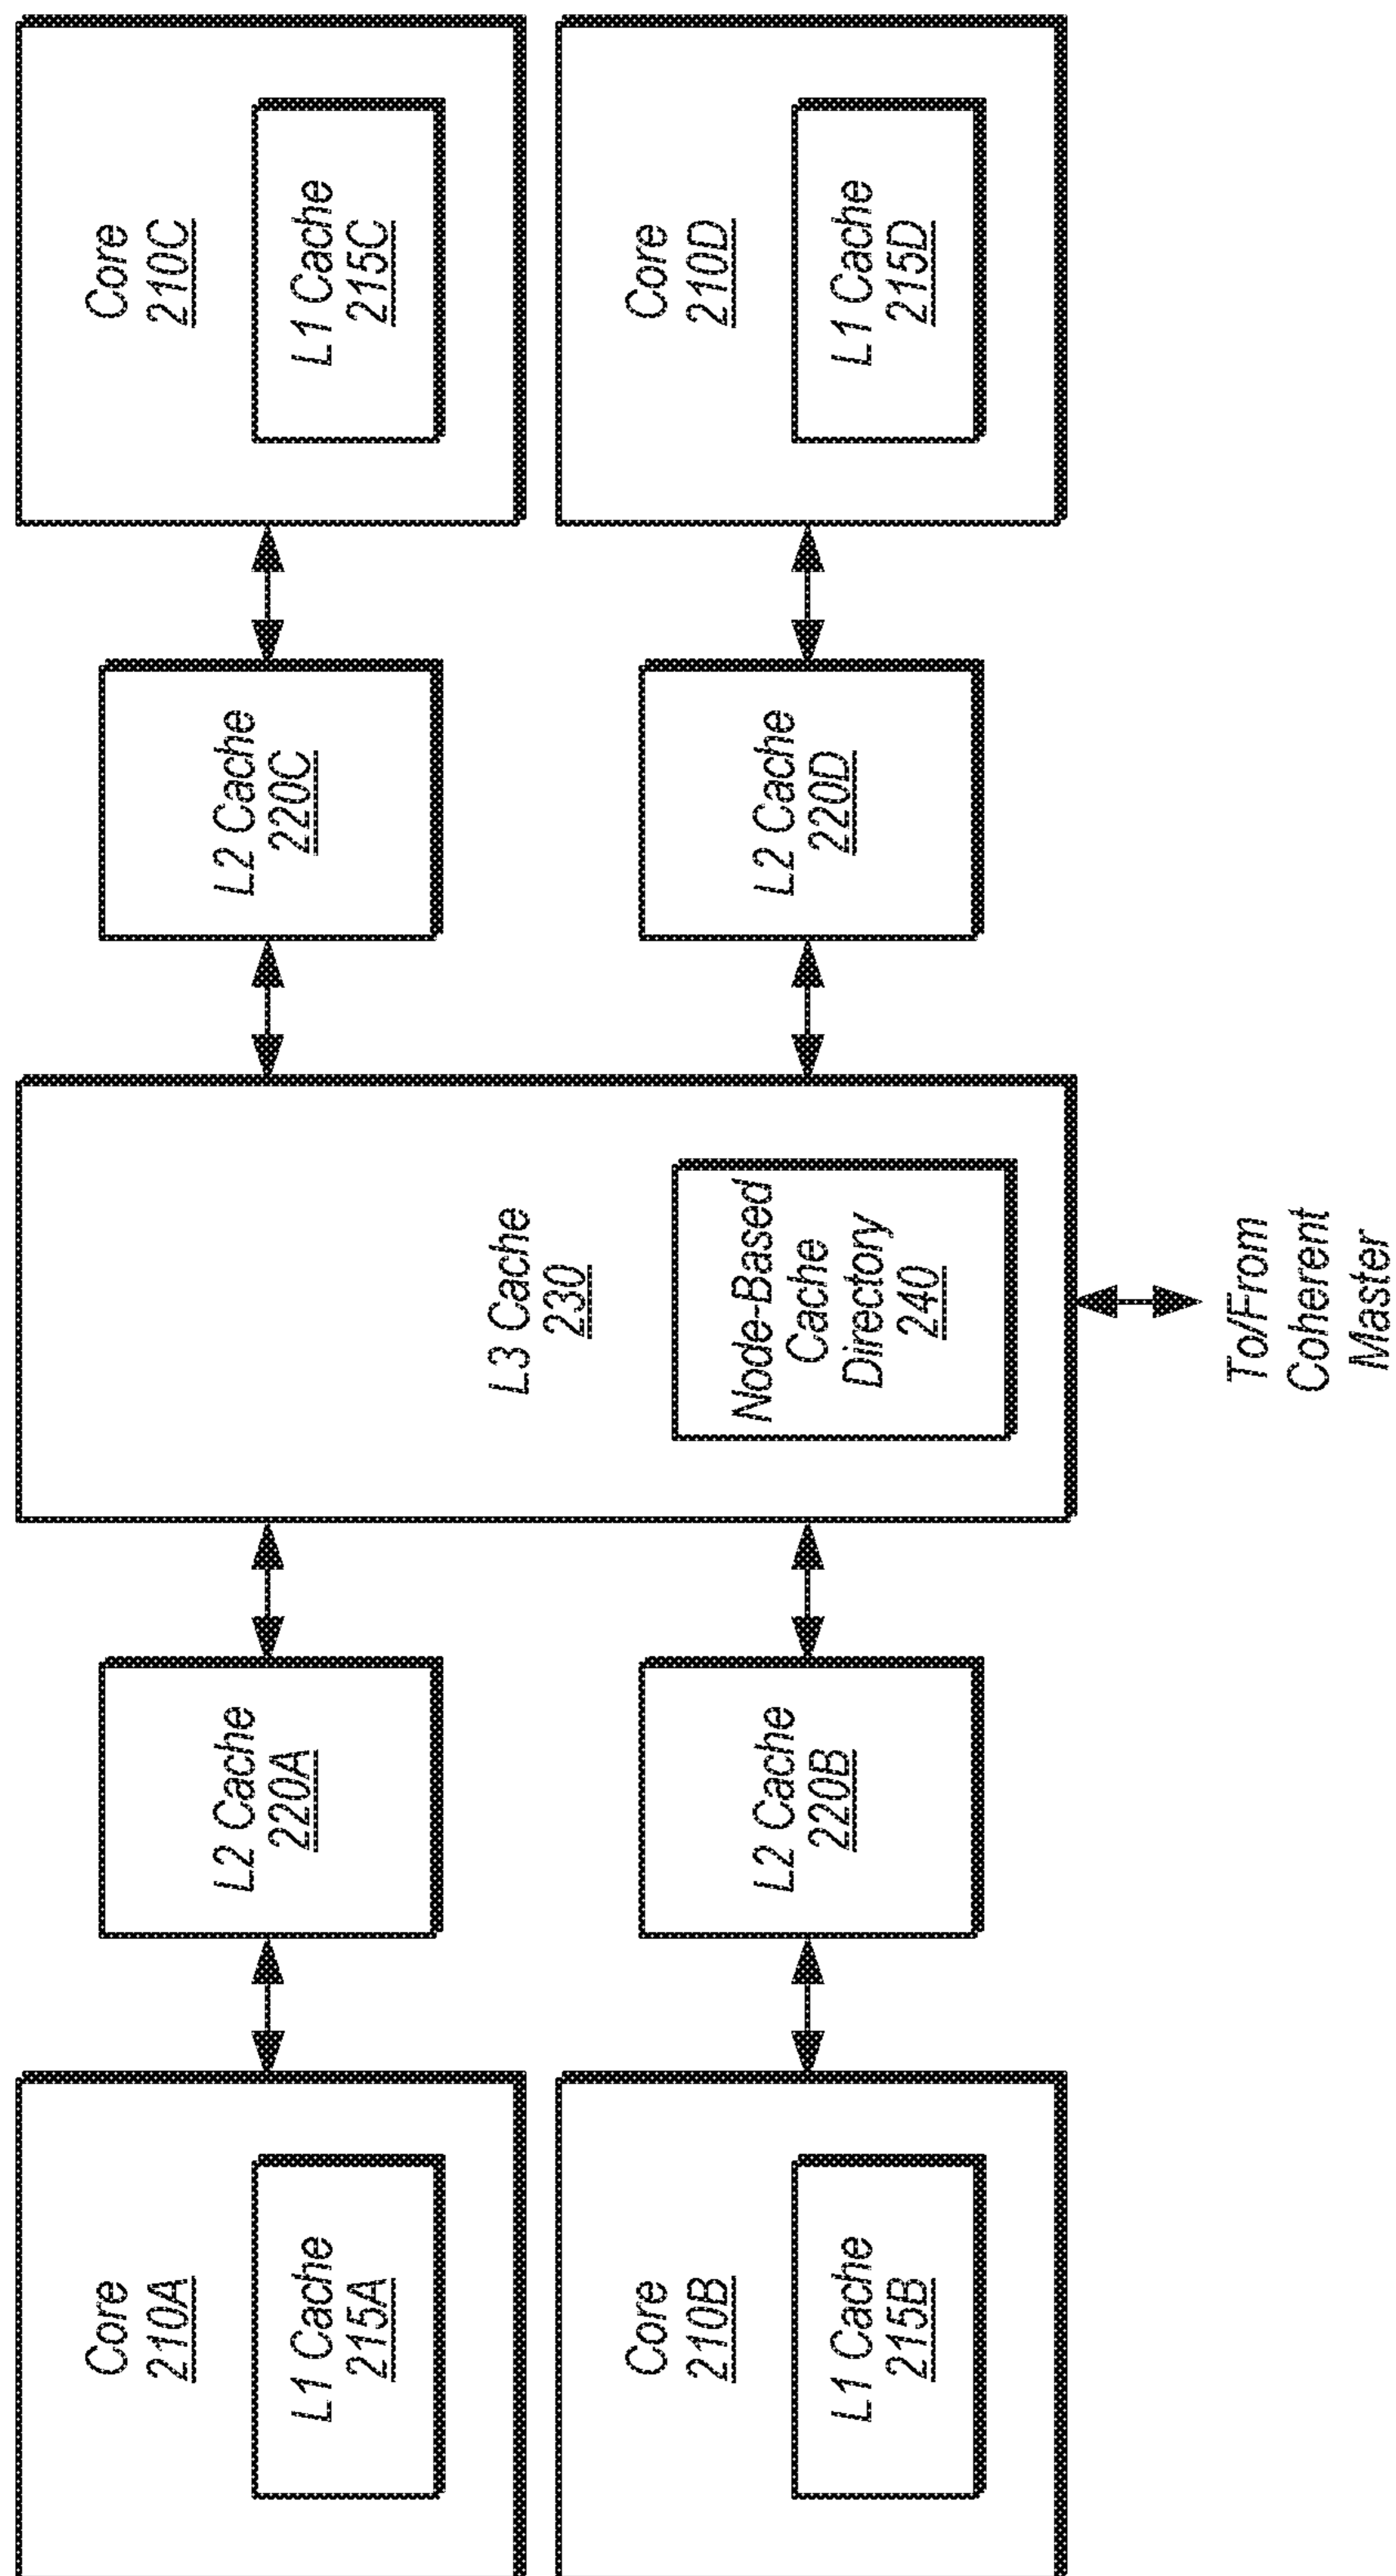 Core
210A
L1 Cache
215A
L2 Cache
220A
L3 Cache
230
L2 Cache
220C
Core
210C
L1 Cache
215C
Core
210B
L1 Cache
215B
L2 Cache
220B
Node-Based
Cache
Directory
240
L2 Cache
220D
Core
210D
L1 Cache
215D
To/From
Coherent
Master